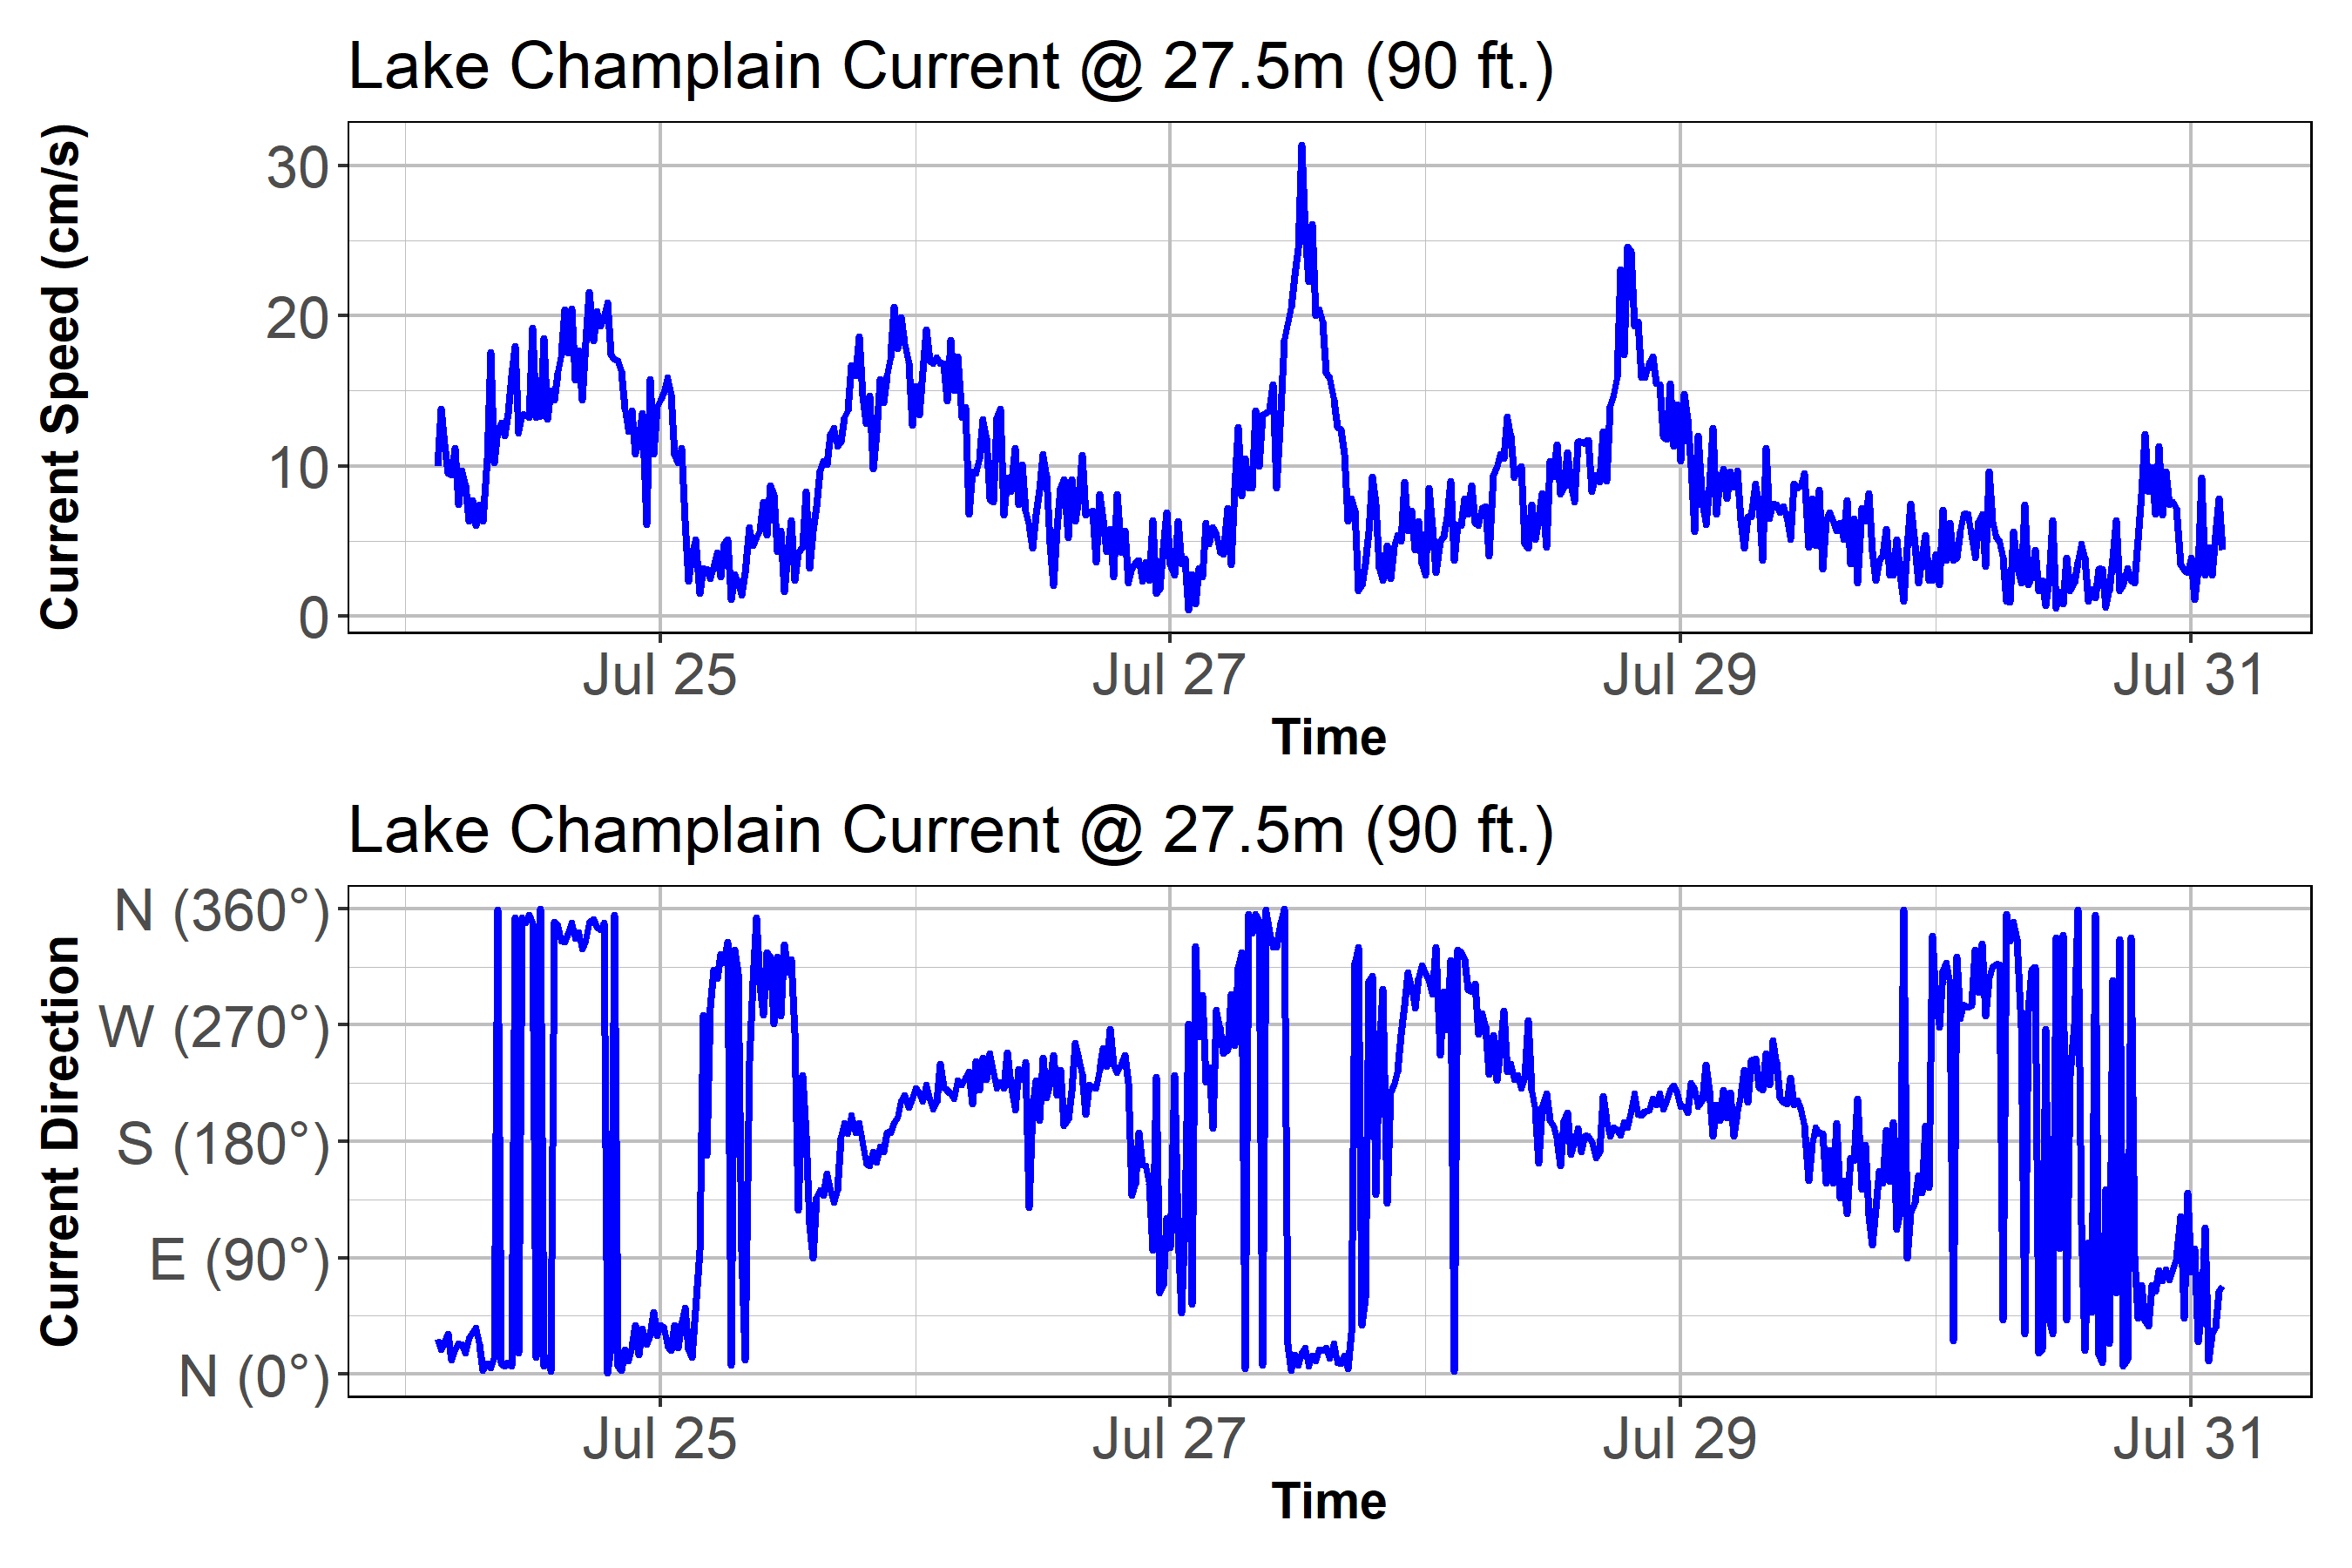 Lake Champlain Current @ 27.5m (90 ft.)
Current Speed (cm/s)
30
20
10
0
Jul 25 Jul 27 Jul 29 Jul 31
Time
Lake Champlain Current @ 27.5m (90 ft.)
Current Direction
N (360°)
W (270°)
S (180°)
E (90°)
N (0°)
Jul 25 Jul 27 Jul 29 Jul 31
Time